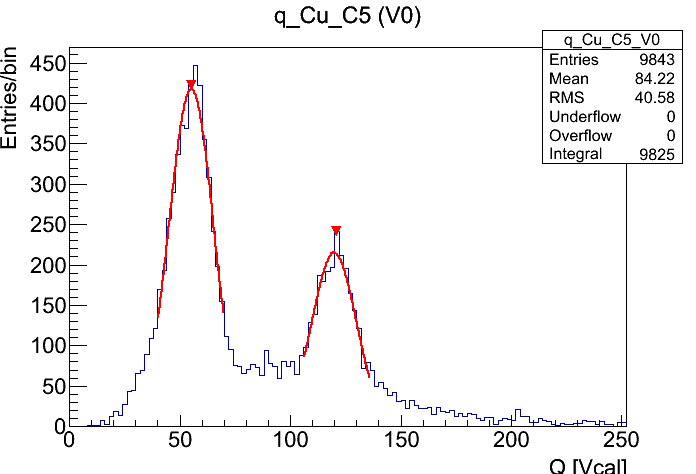 q_Cu_C5 (V0)
q_Cu_C5_V0
Entries 9843
Mean 84.22
RMS 40.58
Underflow 0
Overflow 0
Integral 9825
Entries/bin
450
400
350
300
250
200
150
100
50
0
0 50 100 150 200 250
Q [Vcal]